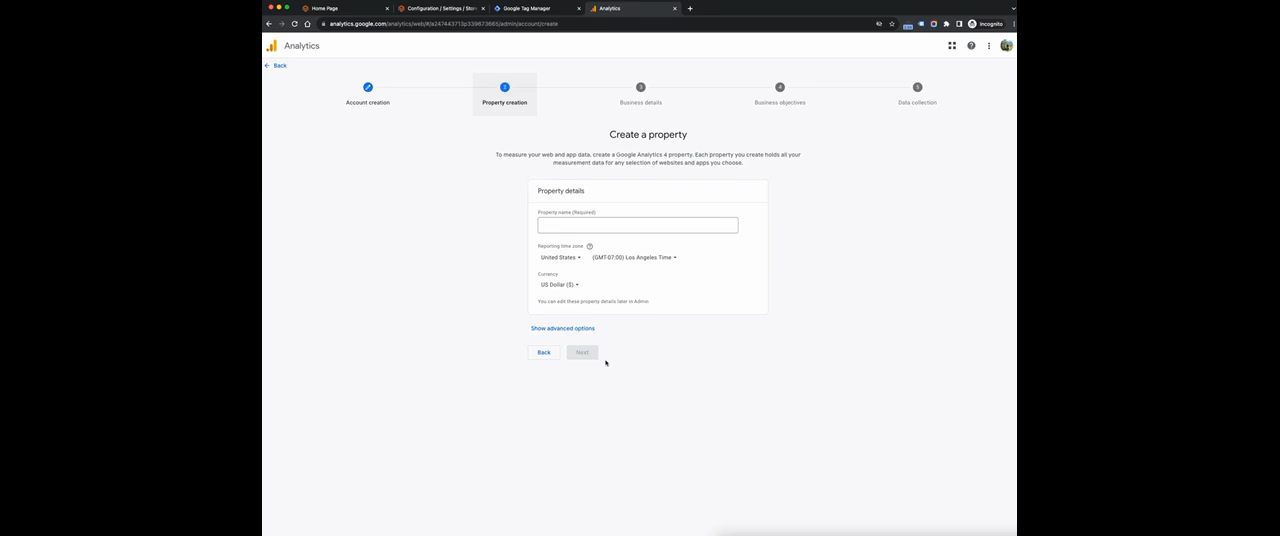 Home Page
Configuration / Settings / Stor
Google Tag Manager
Analytics
analytics.google.com/analytics/web/#/a247443713p339673665/admin/account/create
Incognito
Analytics
Back
2
3
4
5
Account creation
Property creation
Business details
Business objectives
Data collection
Create a property
To measure your web and app data, create a Google Analytics 4 property. Each property you create holds all your
measurement data for any selection of websites and apps you choose.
Property details
Property name (Required)
Reporting time zone
United States
(GMT-07:00) Los Angeles Time
Currency
US Dollar ($)
You can edit these property details later in Admin
Show advanced options
Back
Next